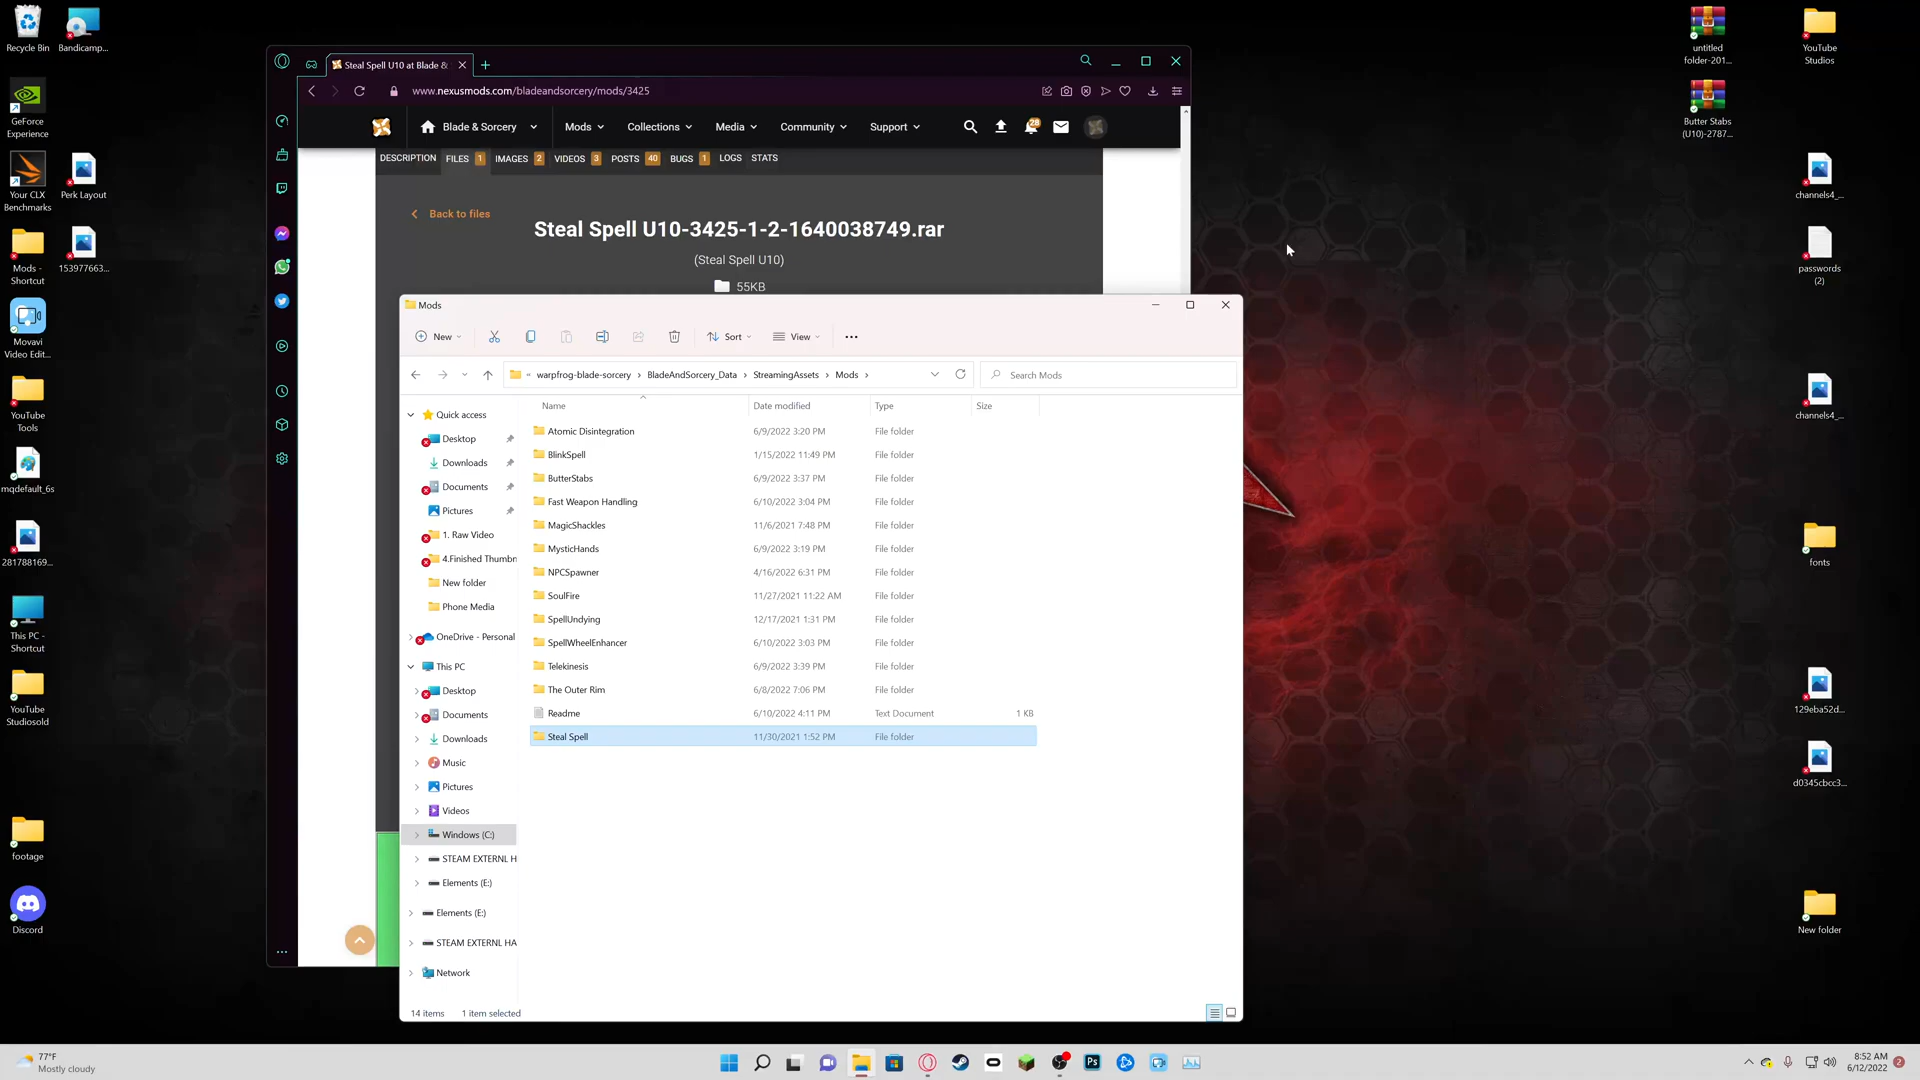 Recycle Bin
Bandicamp...
GeForce
Experience
Your CLX
Benchmarks
Perk Layout
Mods -
Shortcut
153977663...
Movavi
Video Edit...
YouTube
Tools
mqdefault_6s
281788169...
This PC -
Shortcut
YouTube
Studiosold
footage
Discord
Steal Spell U10 at Blade &
www.nexusmods.com/bladeandsorcery/mods/3425
Blade & Sorcery
Mods
Collections
Media
Community
Support
28
DESCRIPTION
FILES 1
IMAGES 2
VIDEOS 3
POSTS 40
BUGS 1
LOGS
STATS
Back to files
Steal Spell U10-3425-1-2-1640038749.rar
(Steal Spell U10)
55KB
Mods
New
Sort
View
warpfrog-blade-sorcery
BladeAndSorcery_Data
StreamingAssets
Mods
Search Mods
Name
Date modified
Type
Size
Quick access
Desktop
Downloads
Documents
Pictures
1. Raw Video
4.Finished Thumbn
New folder
Phone Media
OneDrive - Personal
This PC
Desktop
Documents
Downloads
Music
Pictures
Videos
Windows (C:)
STEAM EXTERNL H
Elements (E:)
Elements (E:)
STEAM EXTERNL HA
Network
Atomic Disintegration 6/9/2022 3:20 PM File folder
BlinkSpell 1/15/2022 11:49 PM File folder
ButterStabs 6/9/2022 3:37 PM File folder
Fast Weapon Handling 6/10/2022 3:04 PM File folder
MagicShackles 11/6/2021 7:48 PM File folder
MysticHands 6/9/2022 3:19 PM File folder
NPCSpawner 4/16/2022 6:31 PM File folder
SoulFire 11/27/2021 11:22 AM File folder
SpellUndying 12/17/2021 1:31 PM File folder
SpellWheelEnhancer 6/10/2022 3:03 PM File folder
Telekinesis 6/9/2022 3:39 PM File folder
The Outer Rim 6/8/2022 7:06 PM File folder
Readme 6/10/2022 4:11 PM Text Document 1 KB
Steal Spell 11/30/2021 1:52 PM File folder
14 items
1 item selected
untitled
folder-201...
YouTube
Studios
Butter Stabs
(U10)-2787...
channels4_...
passwords
(2)
channels4_...
fonts
129eba52d...
d0345cbcc3...
New folder
77°F
Mostly cloudy
Ps
8:52 AM
6/12/2022
2